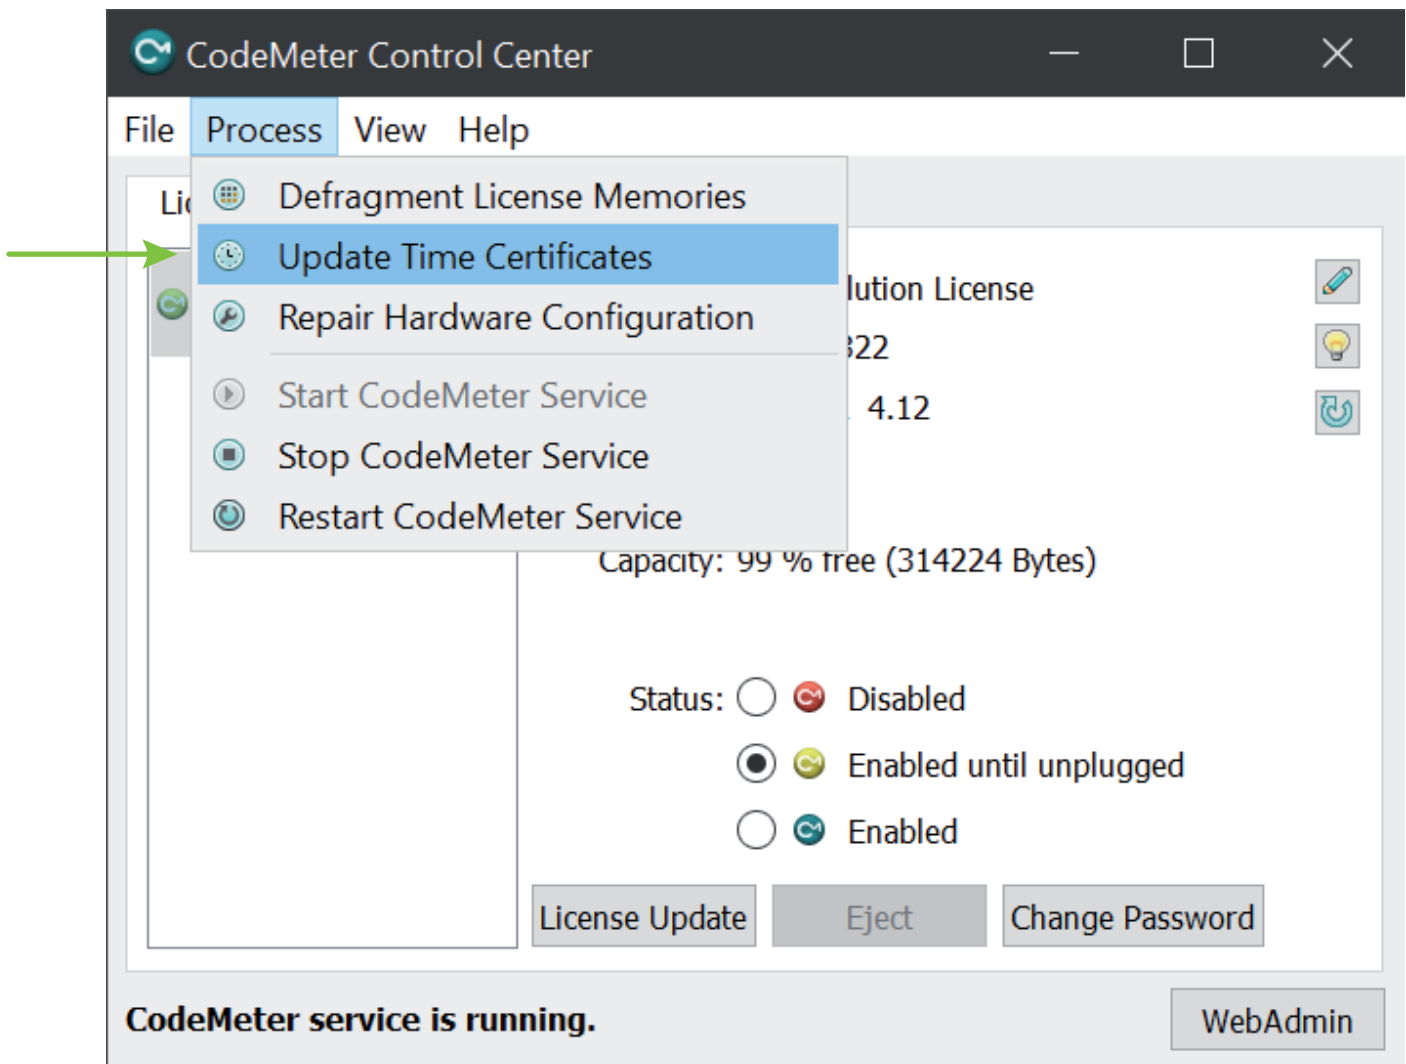 CodeMeter Control Center
File Process View Help
Defragment License Memories
Update Time Certificates
Repair Hardware Configuration
Start CodeMeter Service
Stop CodeMeter Service
Restart CodeMeter Service
License
4.12
Capacity: 99 % free (314224 Bytes)
Status: Disabled
Enabled until unplugged
Enabled
License Update Eject Change Password
CodeMeter service is running.
WebAdmin